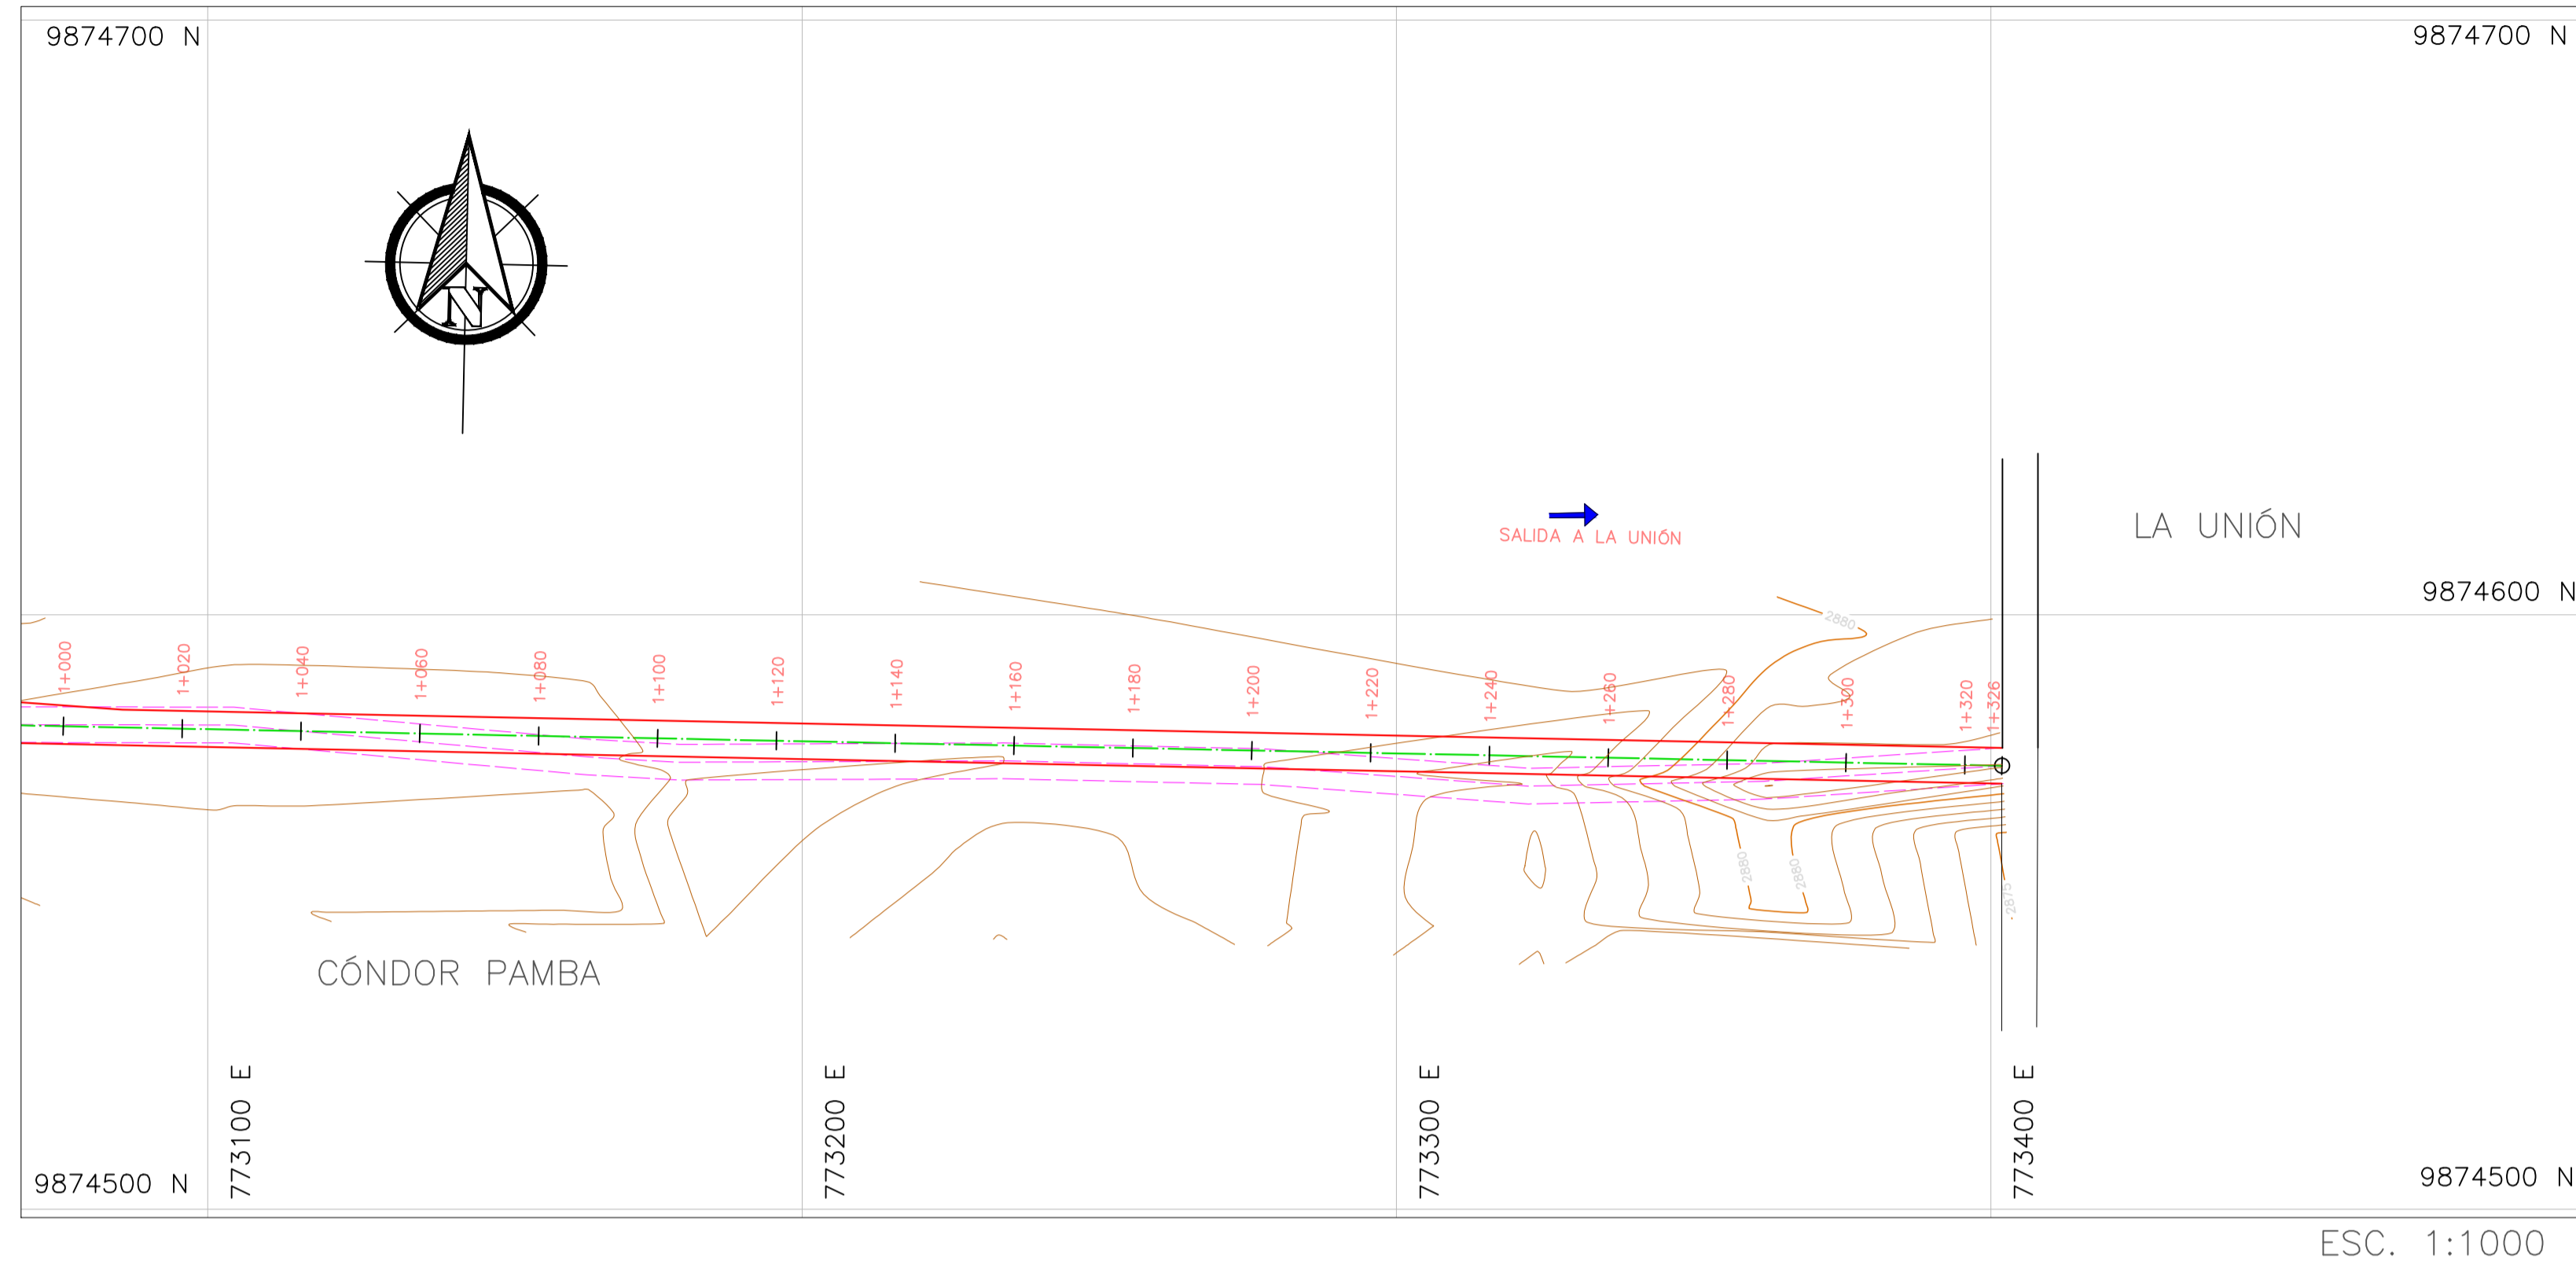 9874700 N
9874700 N
N
SALIDA A LA UNIÓN
LA UNIÓN
9874600 N
2880
1+000
1+020
1+040
1+060
1+080
1+100
1+120
1+140
1+160
1+180
1+200
1+220
1+240
1+260
1+280
1+300
1+320
1+326
2880
2880
2875
CÓNDOR PAMBA
773100 E
773200 E
773300 E
773400 E
9874500 N
9874500 N
ESC. 1:1000